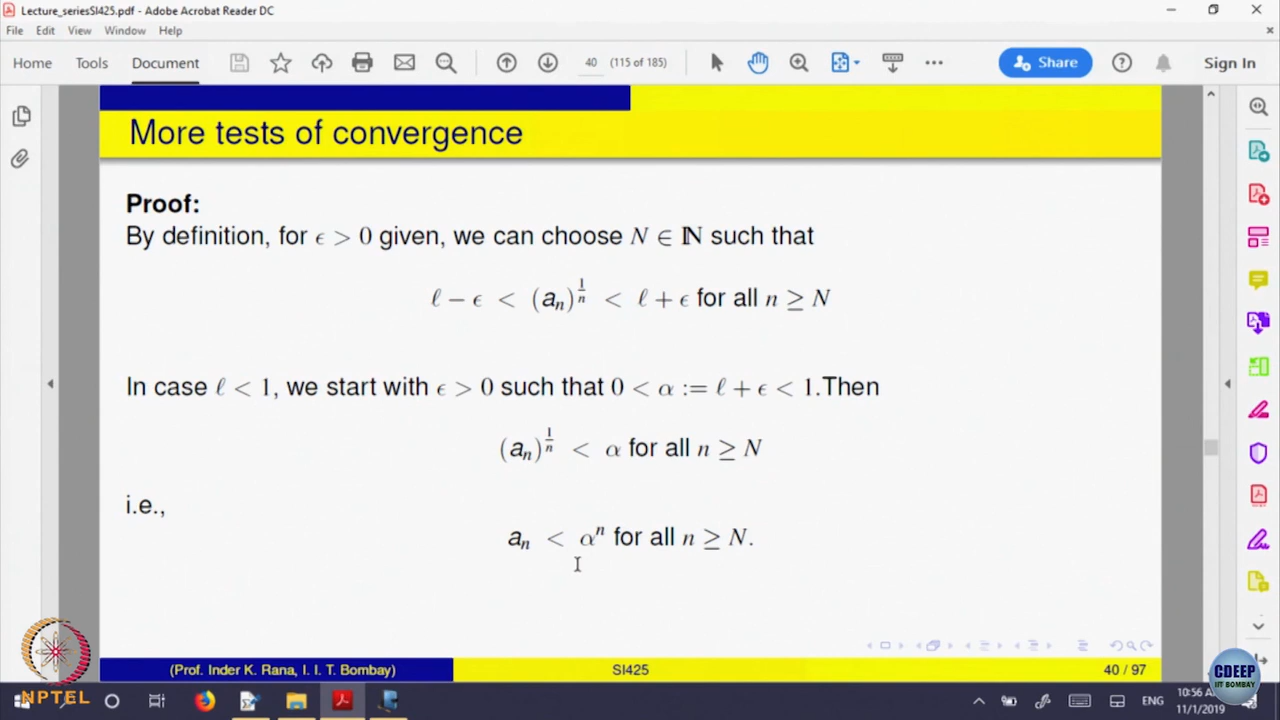 Lecture_seriesSI425.pdf - Adobe Acrobat Reader DC
File Edit View Window Help
Home Tools Document 40 (115 of 185) Share Sign In
More tests of convergence
Proof:
By definition, for ϵ > 0 given, we can choose N ∈ ℕ such that
ℓ − ϵ < (aₙ)^{1/n} < ℓ + ϵ for all n ≥ N
In case ℓ < 1, we start with ϵ > 0 such that 0 < α := ℓ + ϵ < 1.Then
(aₙ)^{1/n} < α for all n ≥ N
i.e.,
aₙ < αⁿ for all n ≥ N.
(Prof. Inder K. Rana, I. I. T. Bombay) SI425 40 / 97
NPTEL
CDEEP
IIT BOMBAY
ENG
10:56 A
11/1/2019